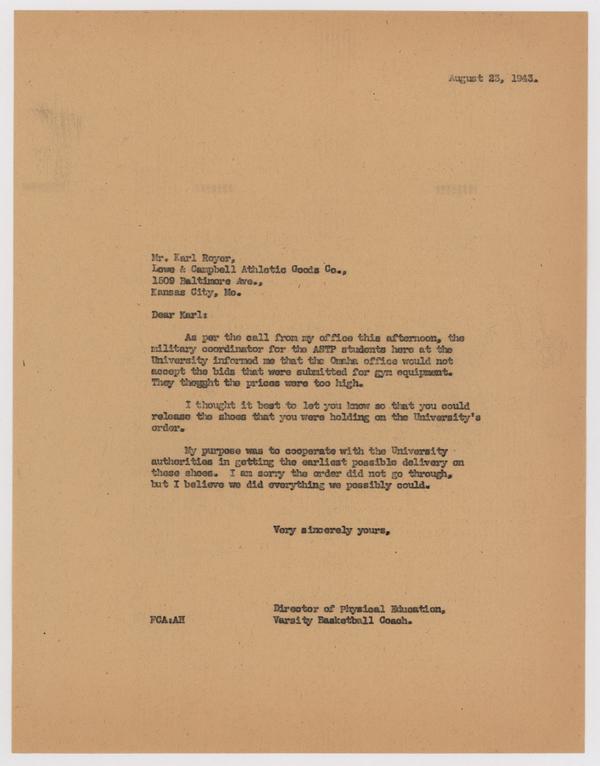 August 23, 1943.
Mr. Karl Royer,
Lowe & Campbell Athletic Goods Co.,
1509 Baltimore Ave.,
Kansas City, Mo.
Dear Karl:
As per the call from my office this afternoon, the
military coordinator for the ASTP students here at the
University informed me that the Omaha office would not
accept the bids that were submitted for gym equipment.
They thought the prices were too high.
I thought it best to let you know so that you could
release the shoes that you were holding on the University's
order.
My purpose was to cooperate with the University
authorities in getting the earliest possible delivery on
these shoes. I am sorry the order did not go through,
but I believe we did everything we possibly could.
Very sincerely yours,
Director of Physical Education,
FCA:AH Varsity Basketball Coach.